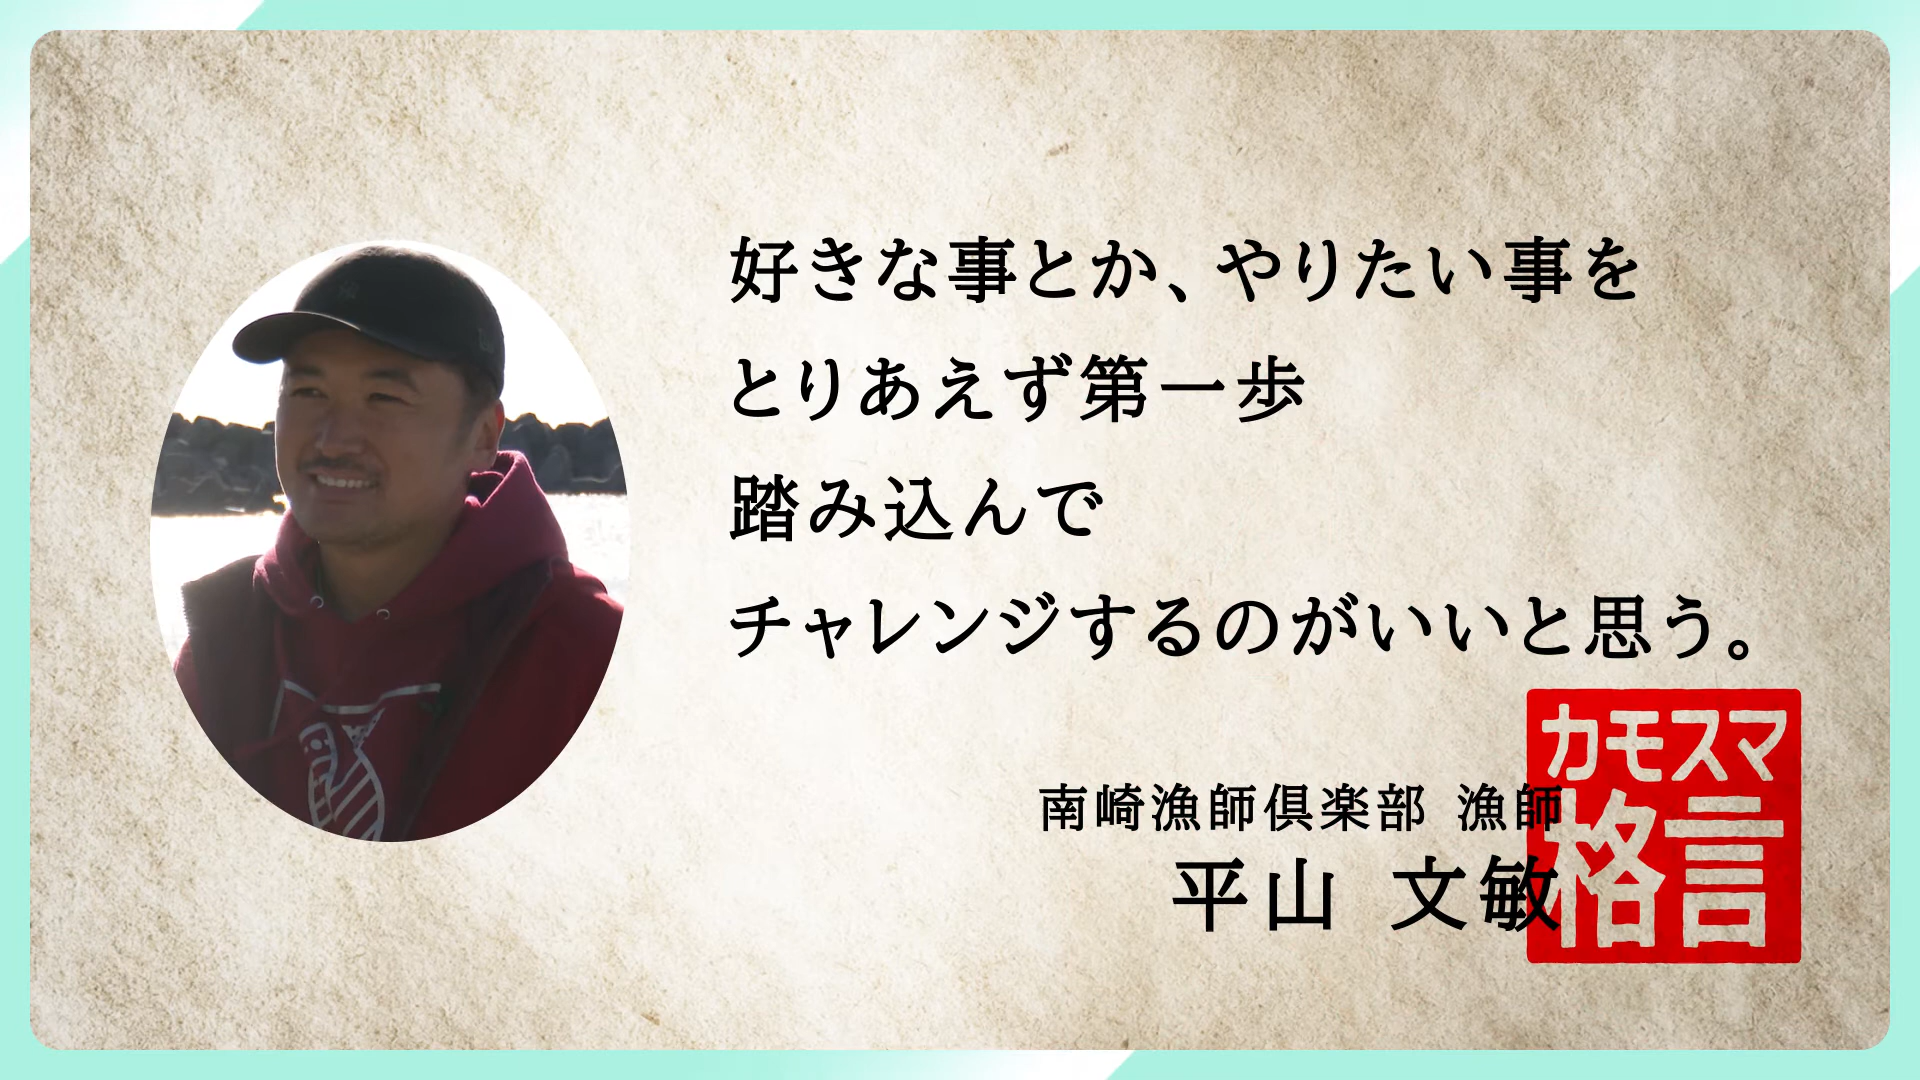 好きな事とか、やりたい事を
とりあえず第一歩
踏み込んで
チャレンジするのがいいと思う。
南崎漁師倶楽部 漁師
平山 文敏
カモスマ
格言